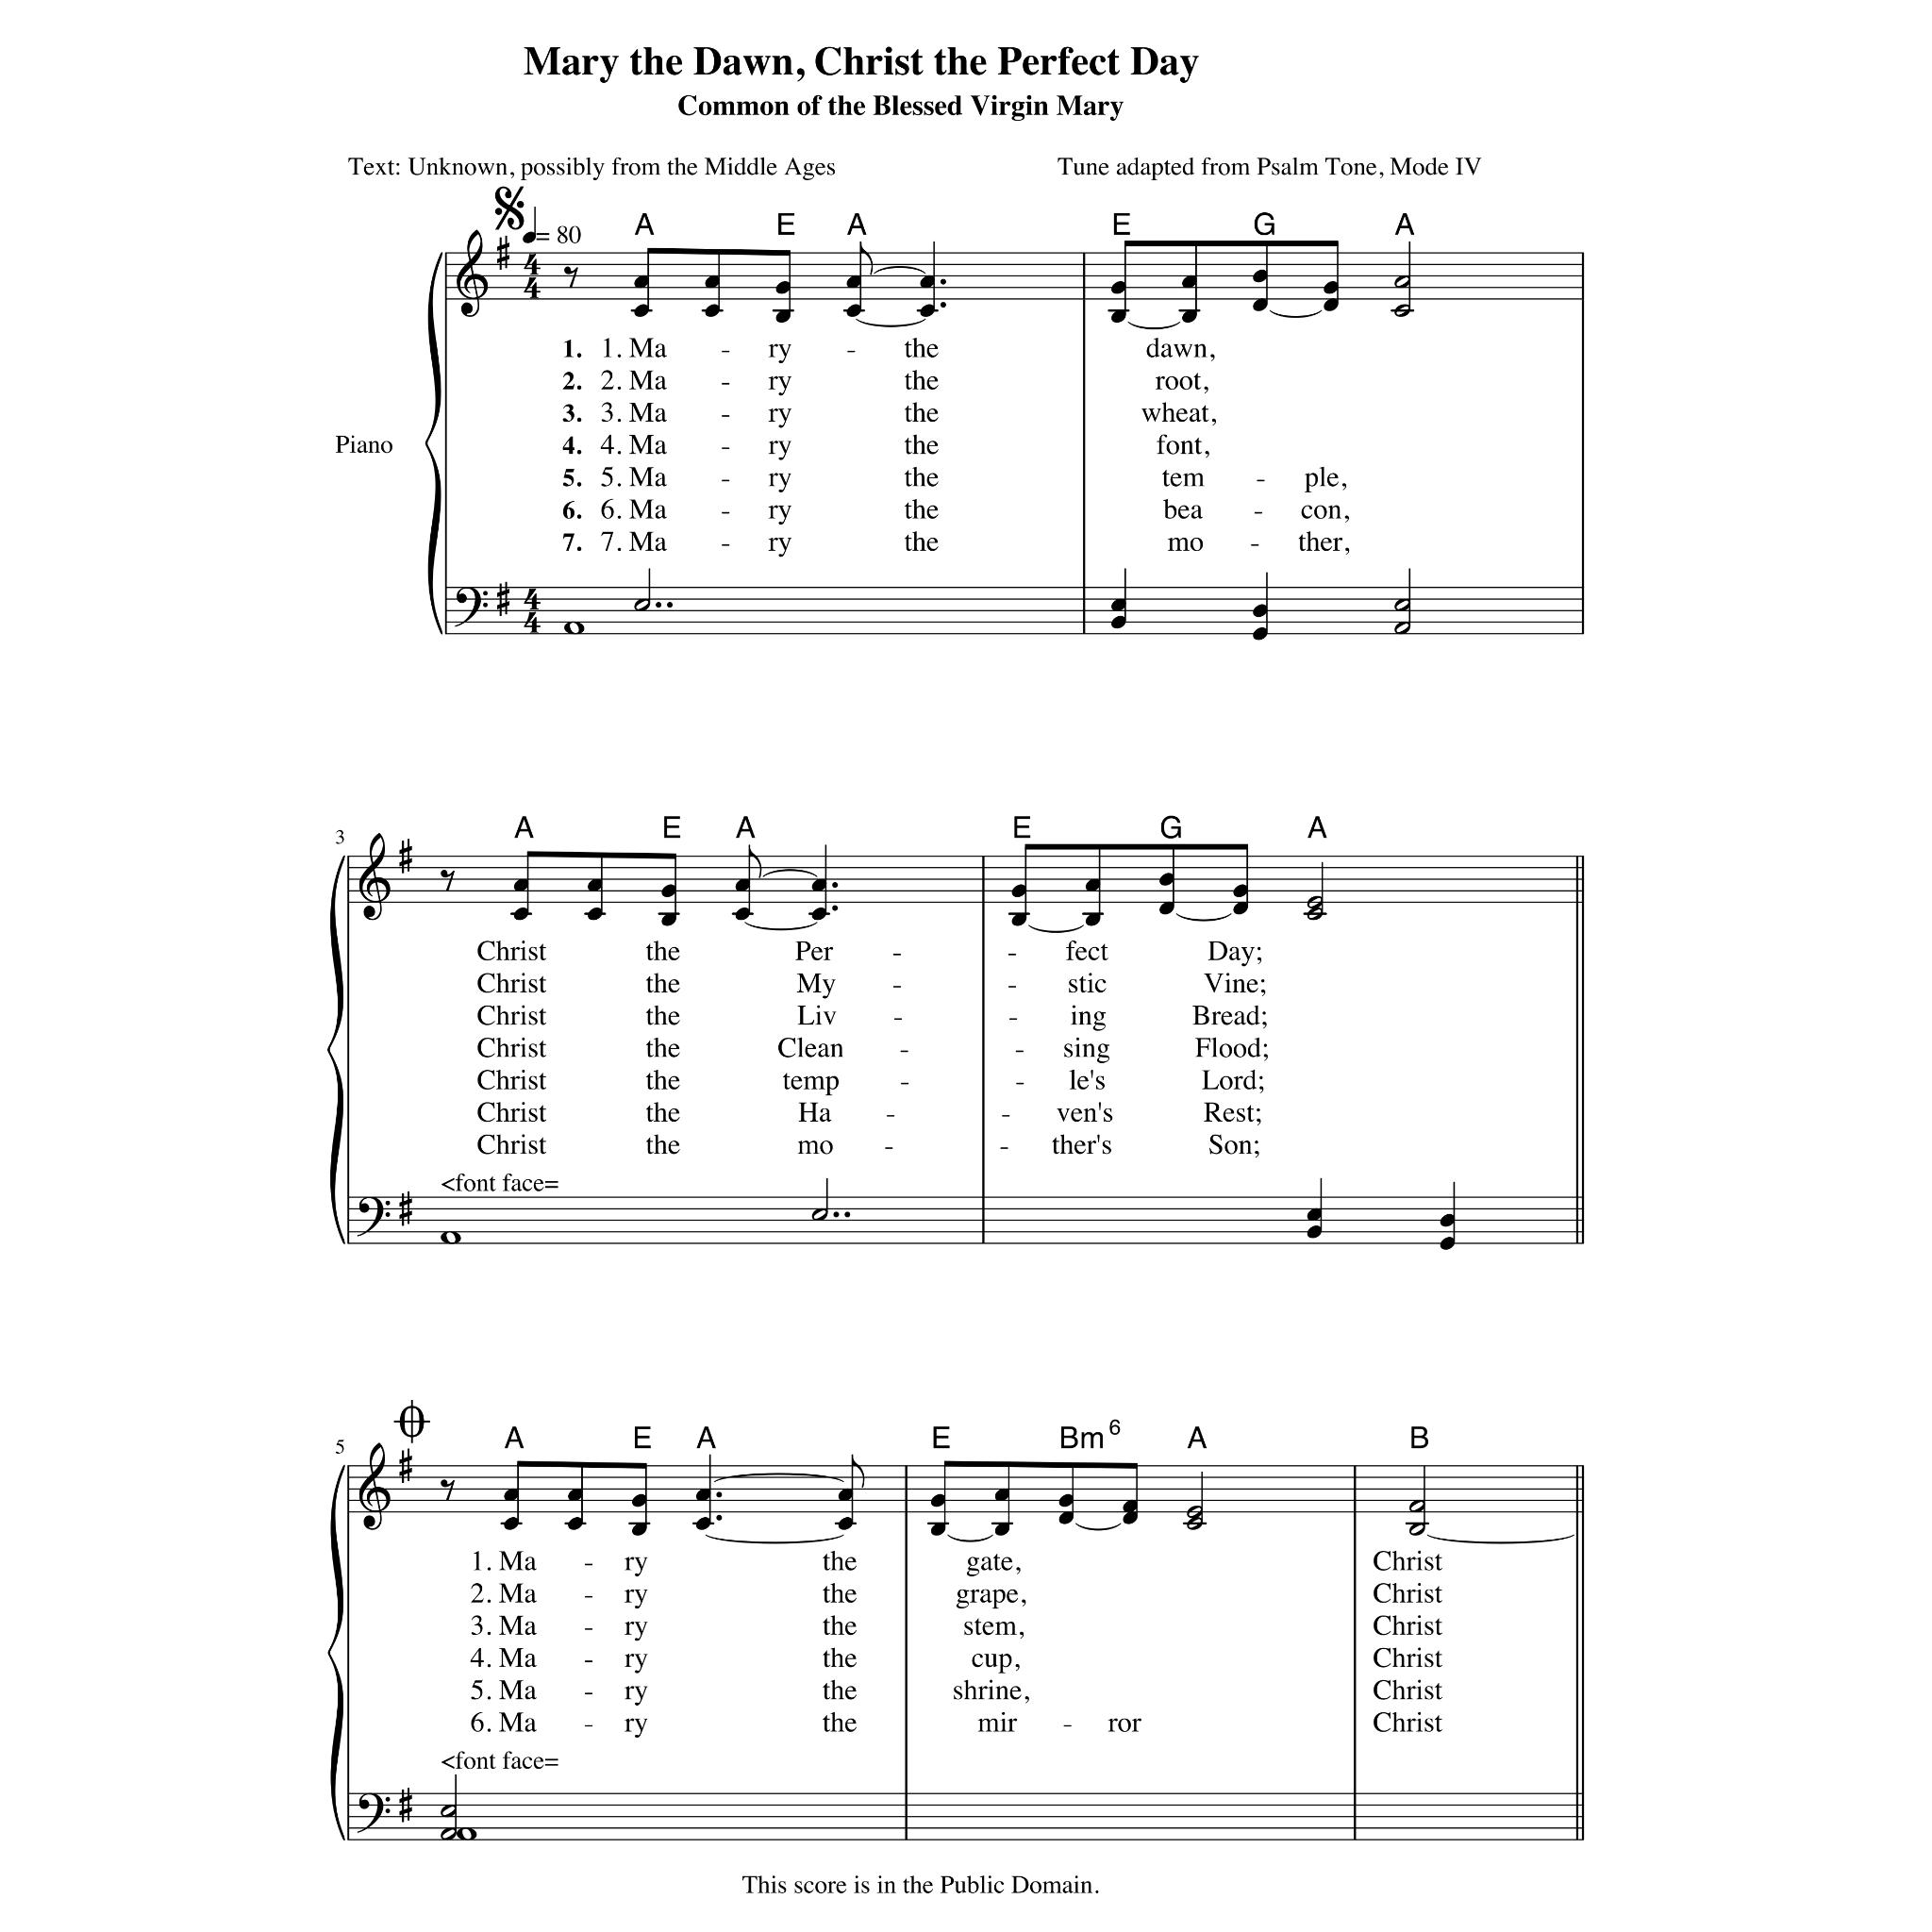 Mary the Dawn, Christ the Perfect Day
Common of the Blessed Virgin Mary
Text: Unknown, possibly from the Middle Ages
Tune adapted from Psalm Tone, Mode IV
= 80
A E A E G A
4 4
1. 1. Ma - ry - the dawn,
2. 2. Ma - ry the root,
3. 3. Ma - ry the wheat,
Piano
4. 4. Ma - ry the font,
5. 5. Ma - ry the tem - ple,
6. 6. Ma - ry the bea - con,
7. 7. Ma - ry the mo - ther,
4 4
3
A E A E G A
Christ the Per - - fect Day;
Christ the My - - stic Vine;
Christ the Liv - - ing Bread;
Christ the Clean - - sing Flood;
Christ the temp - - le's Lord;
Christ the Ha - - ven's Rest;
Christ the mo - - ther's Son;
<font face=
5
A E A E Bm6 A B
1. Ma - ry the gate, Christ
2. Ma - ry the grape, Christ
3. Ma - ry the stem, Christ
4. Ma - ry the cup, Christ
5. Ma - ry the shrine, Christ
6. Ma - ry the mir - ror Christ
<font face=
This score is in the Public Domain.